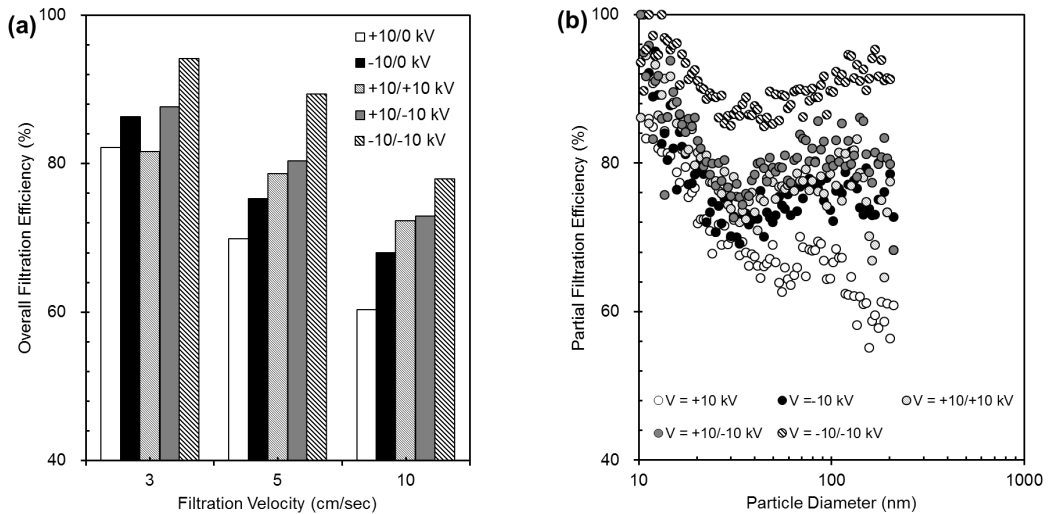 (a)
100
80
60
40
Overall Filtration Efficiency (%)
+10/0 kV
-10/0 kV
+10/+10 kV
+10/-10 kV
-10/-10 kV
3 5 10
Filtration Velocity (cm/sec)
(b)
100
80
60
40
Partial Filtration Efficiency (%)
V = +10 kV V =-10 kV V = +10/+10 kV
V = +10/-10 kV V = -10/-10 kV
10 100 1000
Particle Diameter (nm)